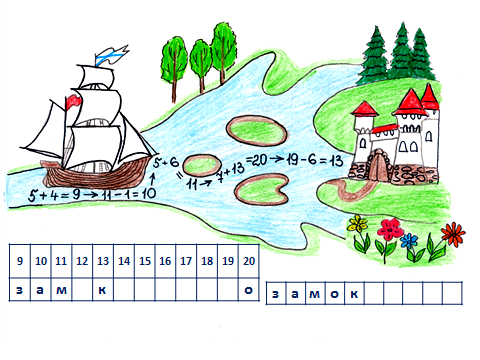 5 + 6
=
5 + 4 = 9 → 11 - 1 = 10 →
11 → 7 + 13 = 20 → 19 - 6 = 13
9 10 11 12 13 14 15 16 17 18 19 20
з а м к о
з а м о к